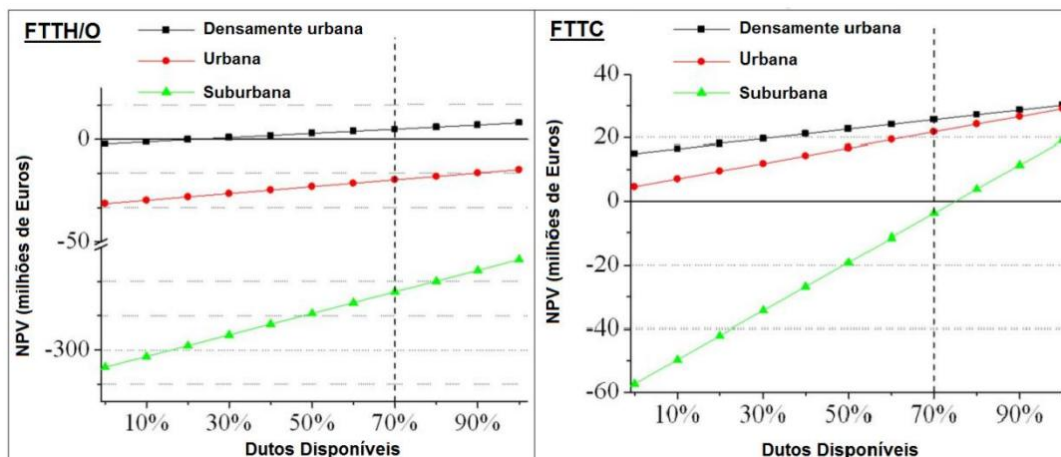 FTTH/O
Densamente urbana
Urbana
Suburbana
NPV (milhões de Euros)
0
-50
-300
10%
30%
50%
70%
90%
Dutos Disponíveis
FTTC
Densamente urbana
Urbana
Suburbana
NPV (milhões de Euros)
40
20
0
-20
-40
-60
10%
30%
50%
70%
90%
Dutos Disponíveis